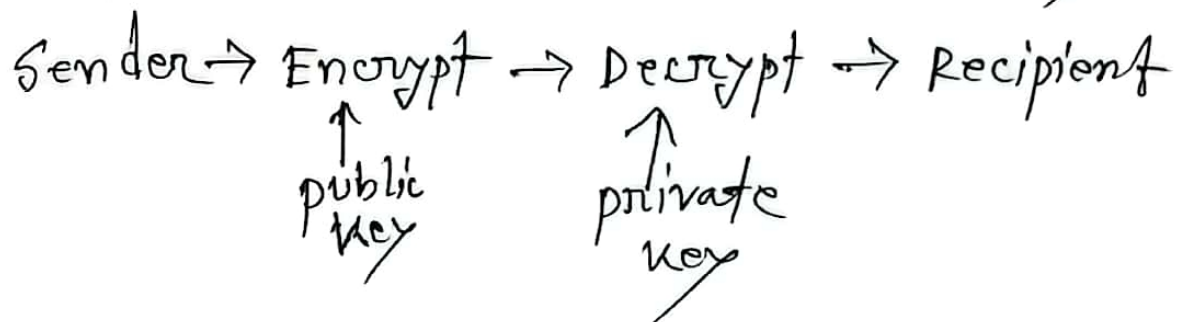 Sender → Encrypt → Decrypt → Recipient
public private
key key